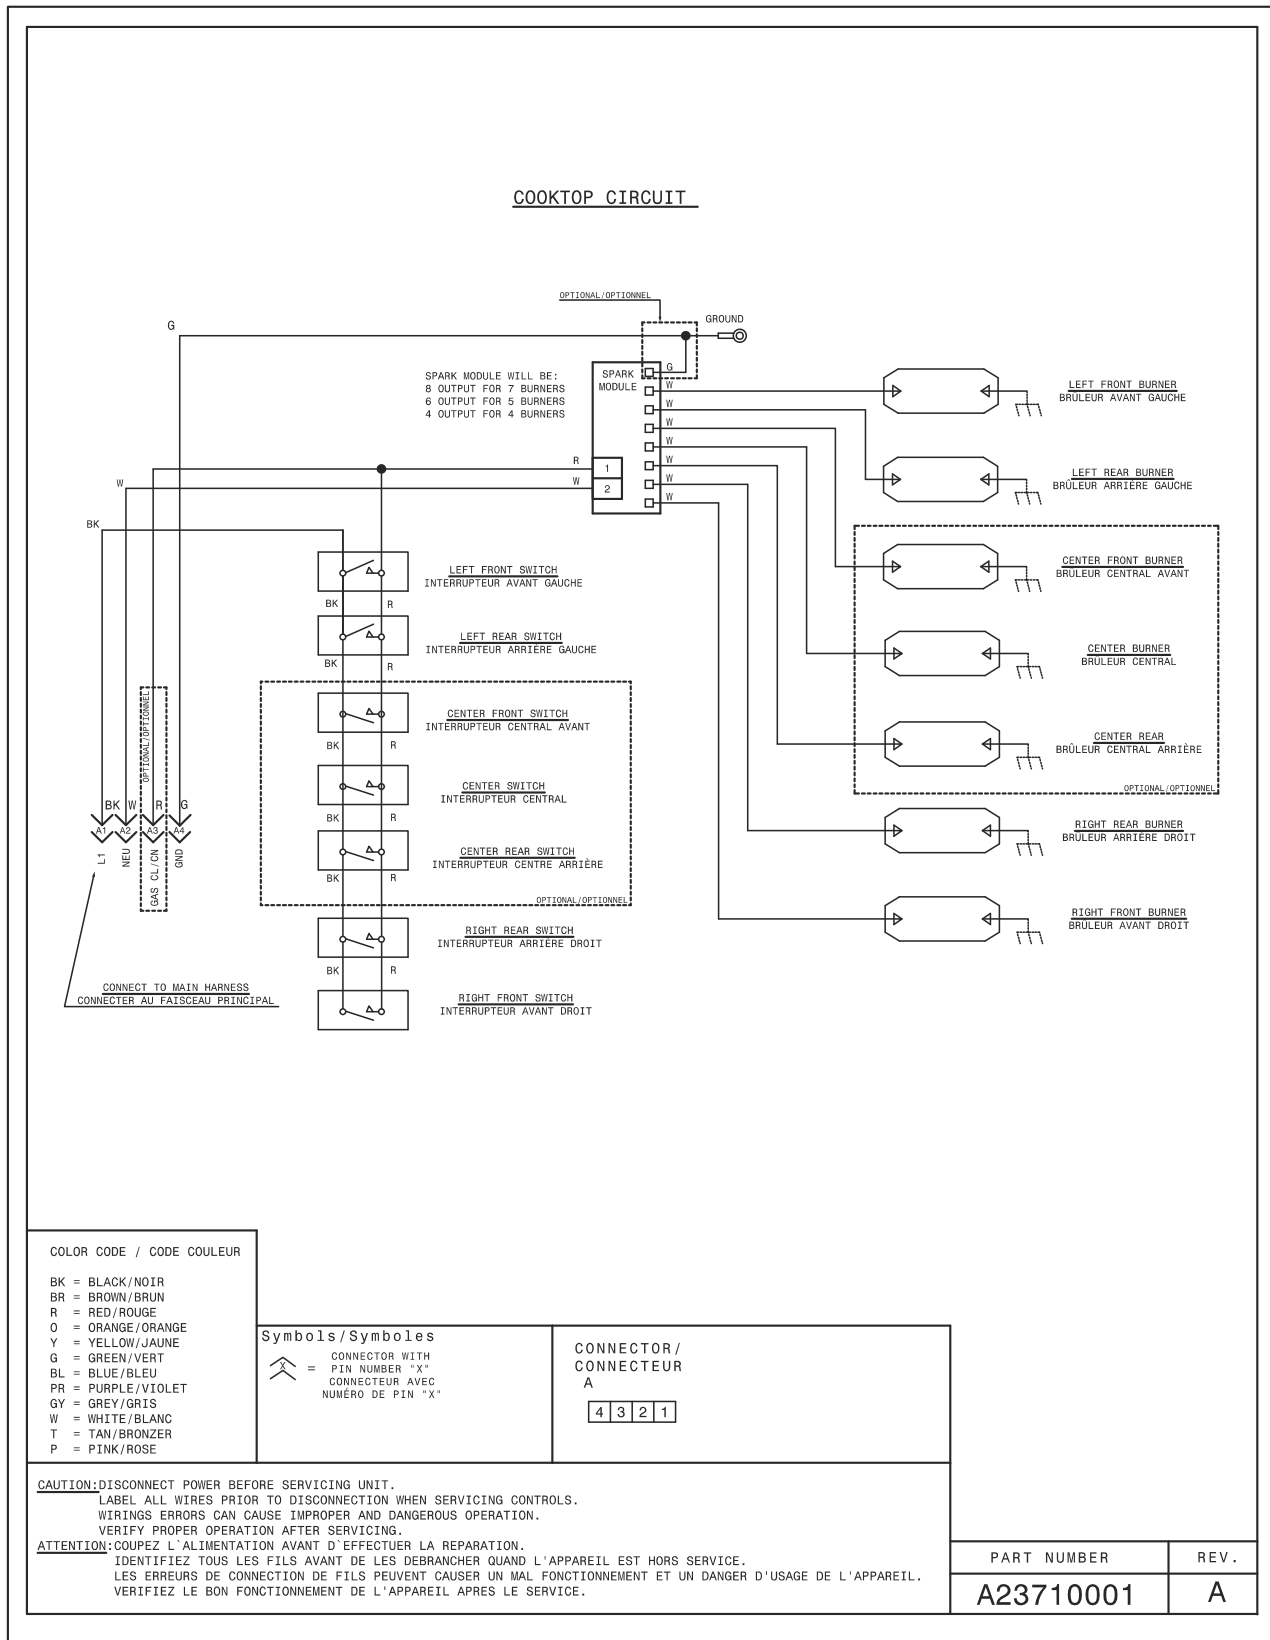 COOKTOP CIRCUIT
OPTIONAL/OPTIONNEL
GROUND
G
SPARK MODULE WILL BE:
8 OUTPUT FOR 7 BURNERS
6 OUTPUT FOR 5 BURNERS
4 OUTPUT FOR 4 BURNERS
SPARK
MODULE
G
W
W
W
W
W
W
W
R
1
W
2
W
BK
LEFT FRONT BURNER
BRÛLEUR AVANT GAUCHE
LEFT REAR BURNER
BRÛLEUR ARRIÈRE GAUCHE
CENTER FRONT BURNER
BRÛLEUR CENTRAL AVANT
CENTER BURNER
BRÛLEUR CENTRAL
CENTER REAR
BRÛLEUR CENTRAL ARRIÈRE
OPTIONAL/OPTIONNEL
RIGHT REAR BURNER
BRÛLEUR ARRIÈRE DROIT
RIGHT FRONT BURNER
BRÛLEUR AVANT DROIT
LEFT FRONT SWITCH
INTERRUPTEUR AVANT GAUCHE
BK R
LEFT REAR SWITCH
INTERRUPTEUR ARRIÈRE GAUCHE
BK R
CENTER FRONT SWITCH
INTERRUPTEUR CENTRAL AVANT
BK R
CENTER SWITCH
INTERRUPTEUR CENTRAL
BK R
CENTER REAR SWITCH
INTERRUPTEUR CENTRE ARRIÈRE
BK R
OPTIONAL/OPTIONNEL
RIGHT REAR SWITCH
INTERRUPTEUR ARRIÈRE DROIT
BK R
RIGHT FRONT SWITCH
INTERRUPTEUR AVANT DROIT
OPTIONAL/OPTIONNEL
BK W R G
A1 A2 A3 A4
L1
NEU
GAS CL/CN
GND
CONNECT TO MAIN HARNESS
CONNECTER AU FAISCEAU PRINCIPAL
COLOR CODE / CODE COULEUR
BK = BLACK/NOIR
BR = BROWN/BRUN
R = RED/ROUGE
O = ORANGE/ORANGE
Y = YELLOW/JAUNE
G = GREEN/VERT
BL = BLUE/BLEU
PR = PURPLE/VIOLET
GY = GREY/GRIS
W = WHITE/BLANC
T = TAN/BRONZER
P = PINK/ROSE
Symbols/Symboles
X = CONNECTOR WITH
PIN NUMBER "X"
CONNECTEUR AVEC
NUMÉRO DE PIN "X"
CONNECTOR/
CONNECTEUR
A
4 3 2 1
CAUTION:DISCONNECT POWER BEFORE SERVICING UNIT.
LABEL ALL WIRES PRIOR TO DISCONNECTION WHEN SERVICING CONTROLS.
WIRINGS ERRORS CAN CAUSE IMPROPER AND DANGEROUS OPERATION.
VERIFY PROPER OPERATION AFTER SERVICING.
ATTENTION:COUPEZ L`ALIMENTATION AVANT D`EFFECTUER LA REPARATION.
IDENTIFIEZ TOUS LES FILS AVANT DE LES DEBRANCHER QUAND L'APPAREIL EST HORS SERVICE.
LES ERREURS DE CONNECTION DE FILS PEUVENT CAUSER UN MAL FONCTIONNEMENT ET UN DANGER D'USAGE DE L'APPAREIL.
VERIFIEZ LE BON FONCTIONNEMENT DE L'APPAREIL APRES LE SERVICE.
PART NUMBER
REV.
A23710001
A